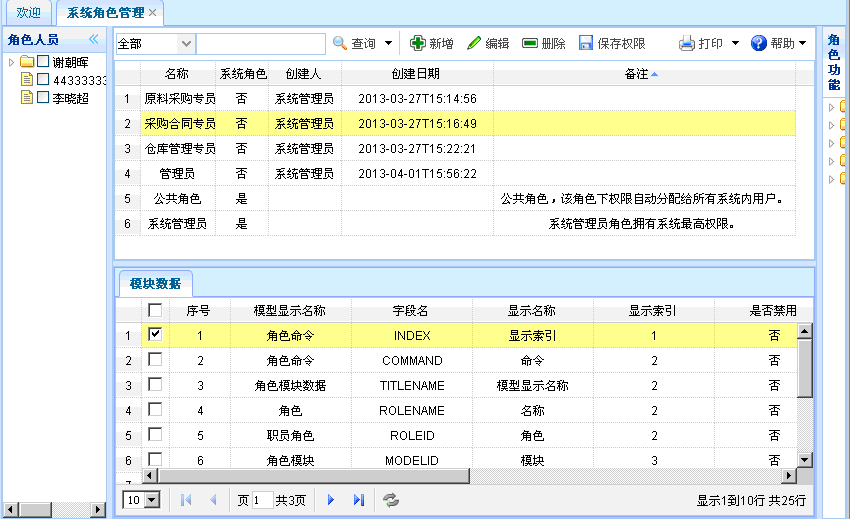 欢迎 系统角色管理
角色人员
谢朝晖
44333333
李晓超
全部 查询 新增 编辑 删除 保存权限 打印 帮助
名称 系统角色 创建人 创建日期 备注
1 原料采购专员 否 系统管理员 2013-03-27T15:14:56
2 采购合同专员 否 系统管理员 2013-03-27T15:16:49
3 仓库管理专员 否 系统管理员 2013-03-27T15:22:21
4 管理员 否 系统管理员 2013-04-01T15:56:22
5 公共角色 是 公共角色，该角色下权限自动分配给所有系统内用户。
6 系统管理员 是 系统管理员角色拥有系统最高权限。
模块数据
序号 模型显示名称 字段名 显示名称 显示索引 是否禁用
1 1 角色命令 INDEX 显示索引 1 否
2 2 角色命令 COMMAND 命令 2 否
3 3 角色模块数据 TITLENAME 模型显示名称 2 否
4 4 角色 ROLENAME 名称 2 否
5 5 职员角色 ROLEID 角色 2 否
6 6 角色模块 MODELID 模块 3 否
10 页 1 共3页 显示1到10行 共25行
角
色
功
能